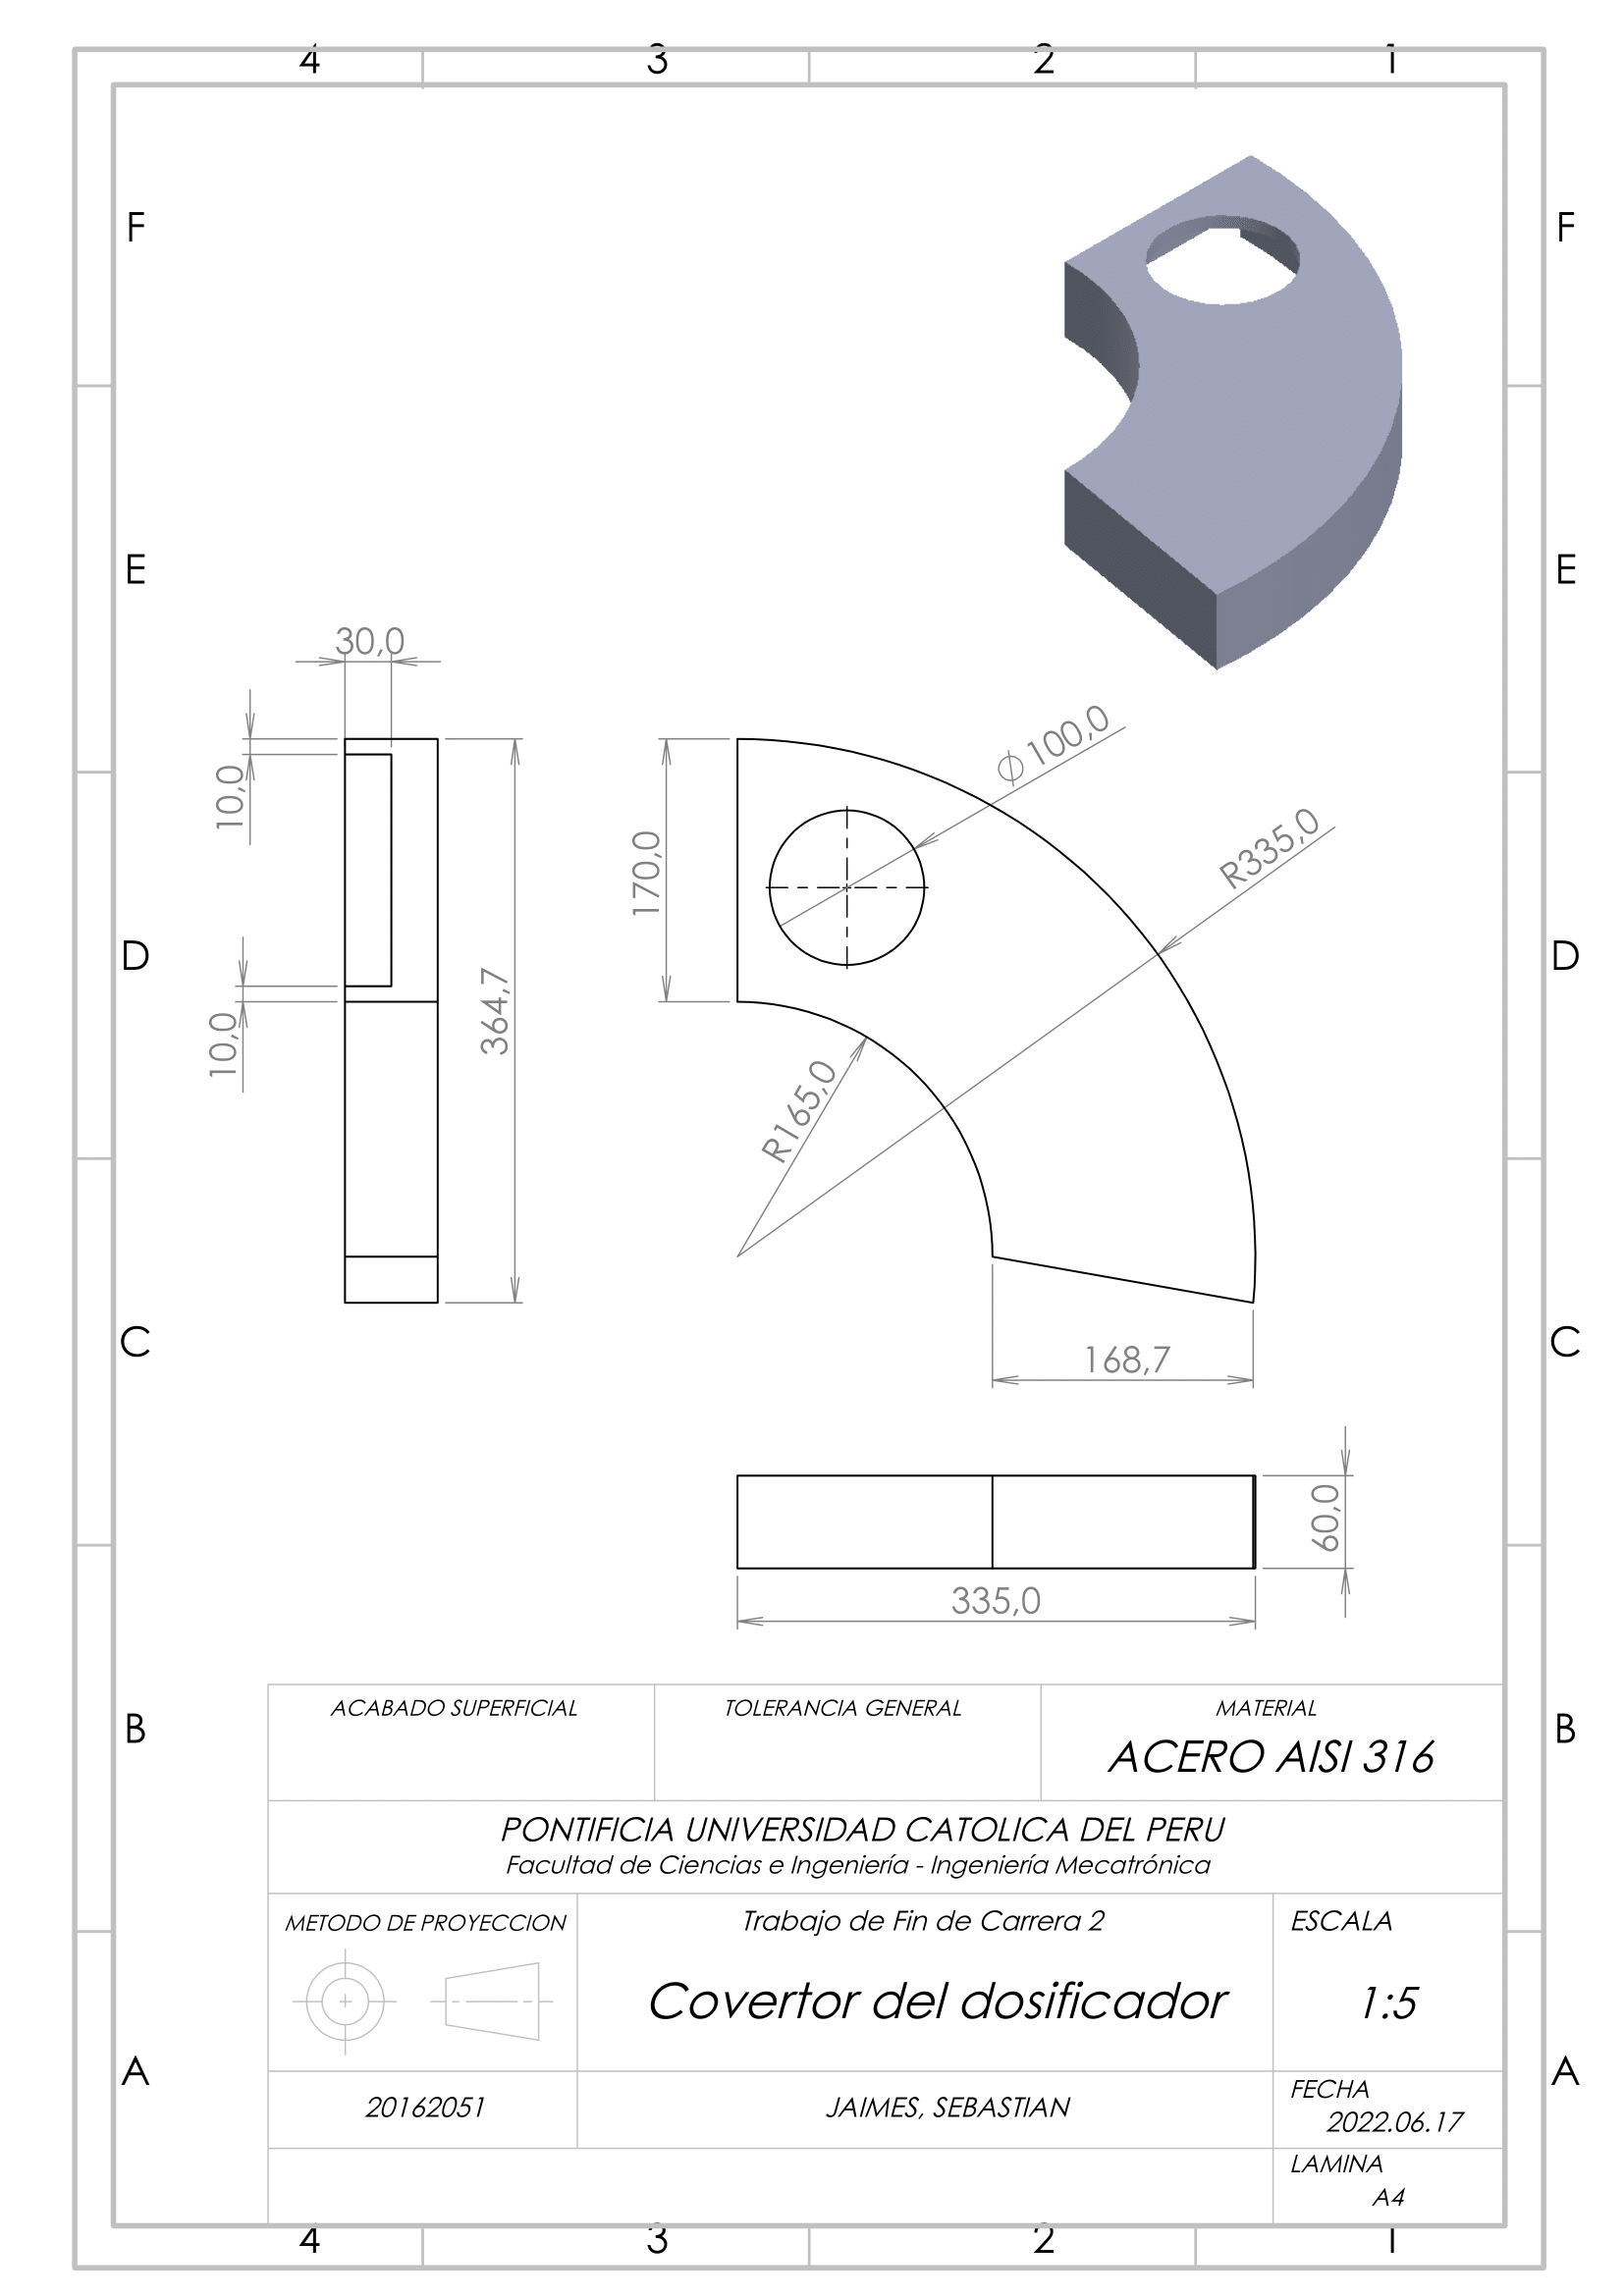 4 3 2 1
F F
E E
D D
C C
B B
A A
30,0
10,0
10,0
364,7
170,0
Ø100,0
R335,0
R165,0
168,7
60,0
335,0
ACABADO SUPERFICIAL
TOLERANCIA GENERAL
MATERIAL
ACERO AISI 316
PONTIFICIA UNIVERSIDAD CATOLICA DEL PERU
Facultad de Ciencias e Ingeniería - Ingeniería Mecatrónica
METODO DE PROYECCION
Trabajo de Fin de Carrera 2
ESCALA
Covertor del dosificador
1:5
20162051
JAIMES, SEBASTIAN
FECHA
2022.06.17
LAMINA
A4
4 3 2 1